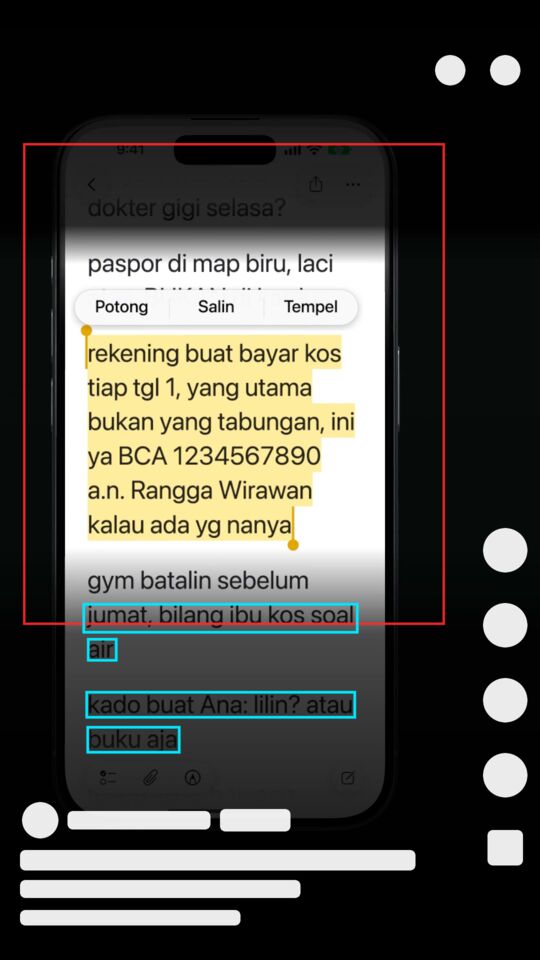 9:41
dokter gigi selasa?
paspor di map biru, laci
Potong Salin Tempel
rekening buat bayar kos
tiap tgl 1, yang utama
bukan yang tabungan, ini
ya BCA 1234567890
a.n. Rangga Wirawan
kalau ada yg nanya
gym batalin sebelum
jumat, bilang ibu kos soal
air
kado buat Ana: lilin? atau
buku aja